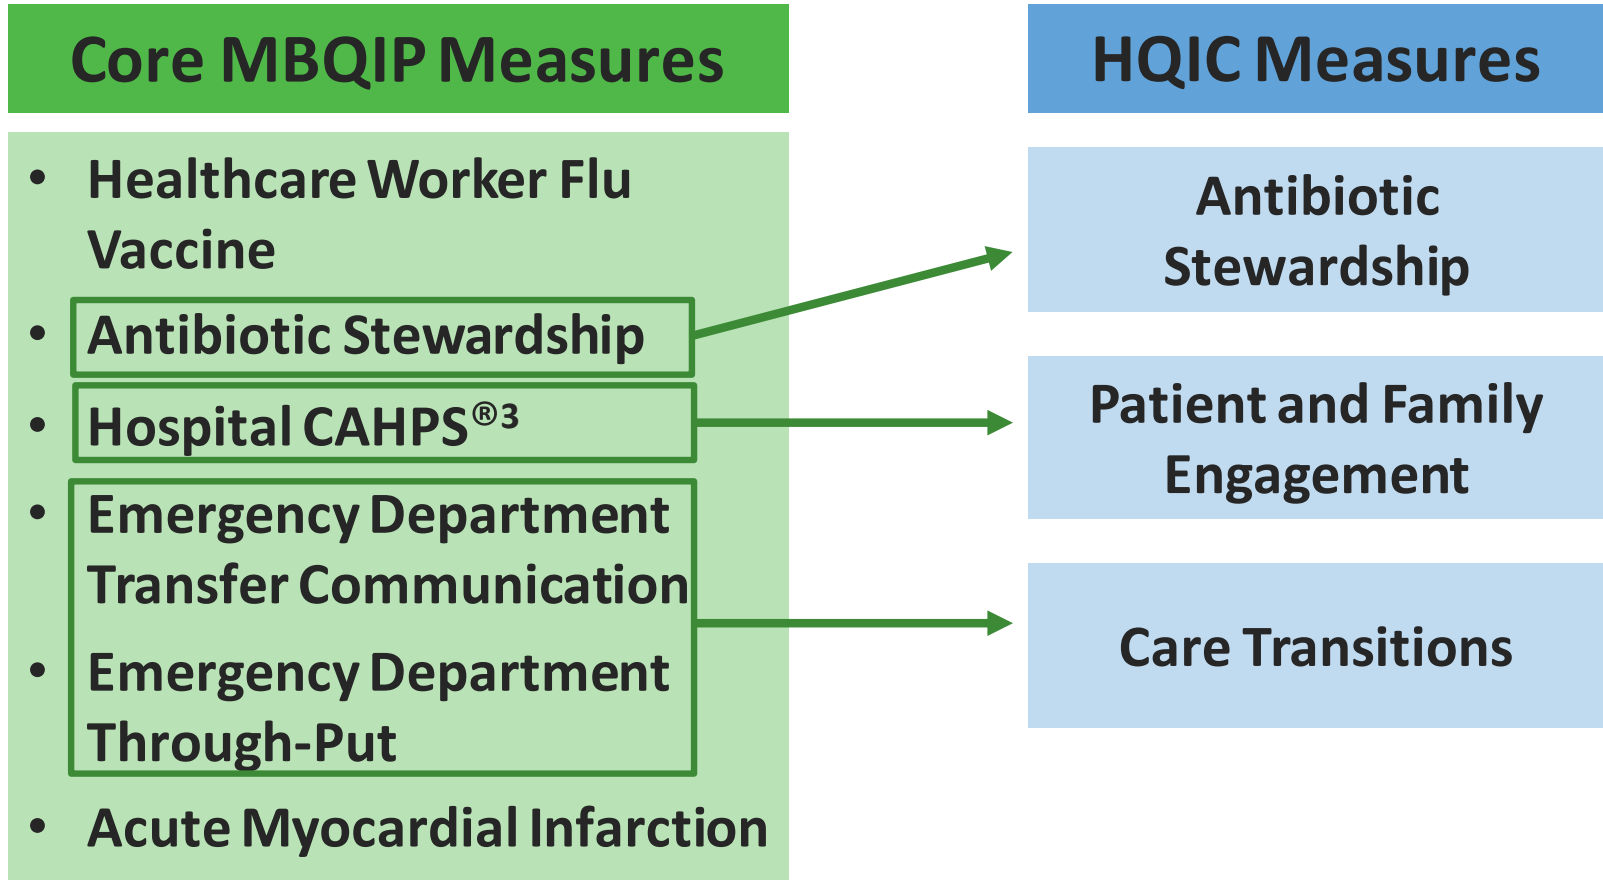 Core MBQIP Measures
• Healthcare Worker Flu
Vaccine
• Antibiotic Stewardship
• Hospital CAHPS®3
• Emergency Department
Transfer Communication
• Emergency Department
Through-Put
• Acute Myocardial Infarction
HQIC Measures
Antibiotic
Stewardship
Patient and Family
Engagement
Care Transitions